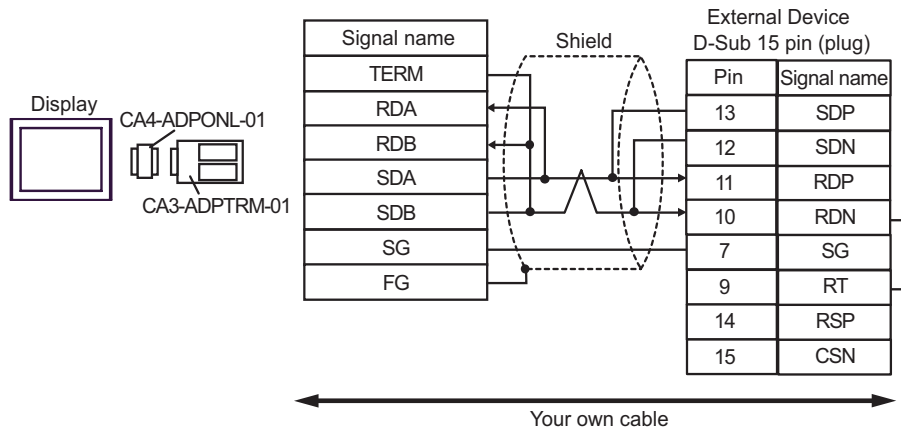 Display
CA4-ADPONL-01
CA3-ADPTRM-01
Signal name
TERM
RDA
RDB
SDA
SDB
SG
FG
Shield
External Device
D-Sub 15 pin (plug)
Pin Signal name
13 SDP
12 SDN
11 RDP
10 RDN
7 SG
9 RT
14 RSP
15 CSN
Your own cable